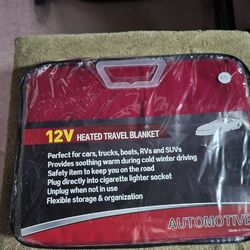 12V HEATED TRAVEL BLANKET
Perfect for cars, trucks, boats, RVs and SUVs
Provides soothing warm during cold winter driving
Safety item to keep you on the road
Plug directly into cigarette lighter socket
Unplug when not in use
Flexible storage & organization
AUTOMOTIVE